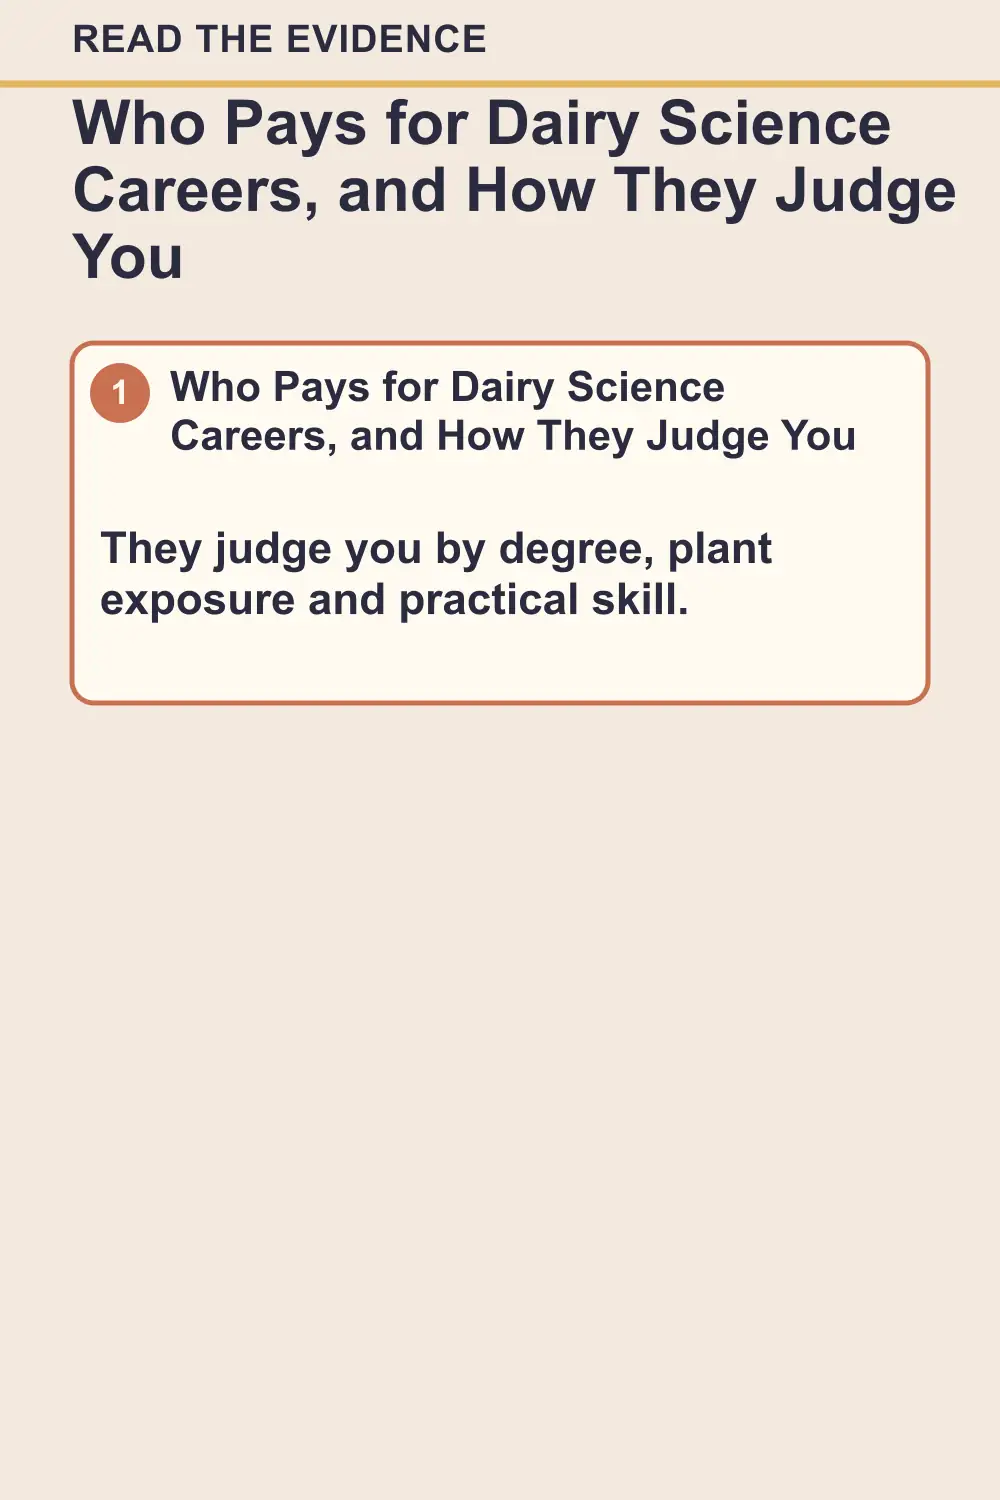 READ THE EVIDENCE
Who Pays for Dairy Science
Careers, and How They Judge
You
1
Who Pays for Dairy Science
Careers, and How They Judge You
They judge you by degree, plant
exposure and practical skill.